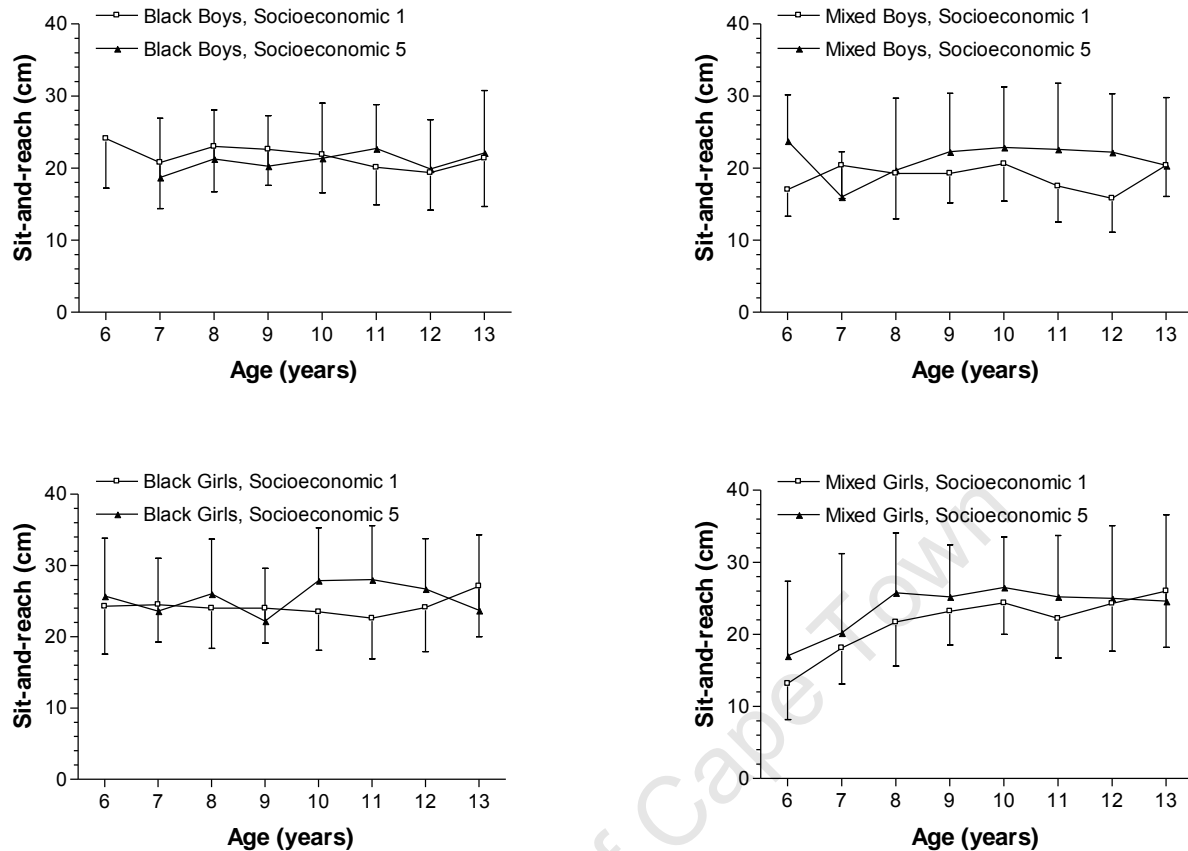 Black Boys, Socioeconomic 1
Black Boys, Socioeconomic 5
Sit-and-reach (cm)
40
30
20
10
0
6 7 8 9 10 11 12 13
Age (years)
Mixed Boys, Socioeconomic 1
Mixed Boys, Socioeconomic 5
Sit-and-reach (cm)
40
30
20
10
0
6 7 8 9 10 11 12 13
Age (years)
Black Girls, Socioeconomic 1
Black Girls, Socioeconomic 5
Sit-and-reach (cm)
40
30
20
10
0
6 7 8 9 10 11 12 13
Age (years)
Mixed Girls, Socioeconomic 1
Mixed Girls, Socioeconomic 5
Sit-and-reach (cm)
40
30
20
10
0
6 7 8 9 10 11 12 13
Age (years)
of Cape Town